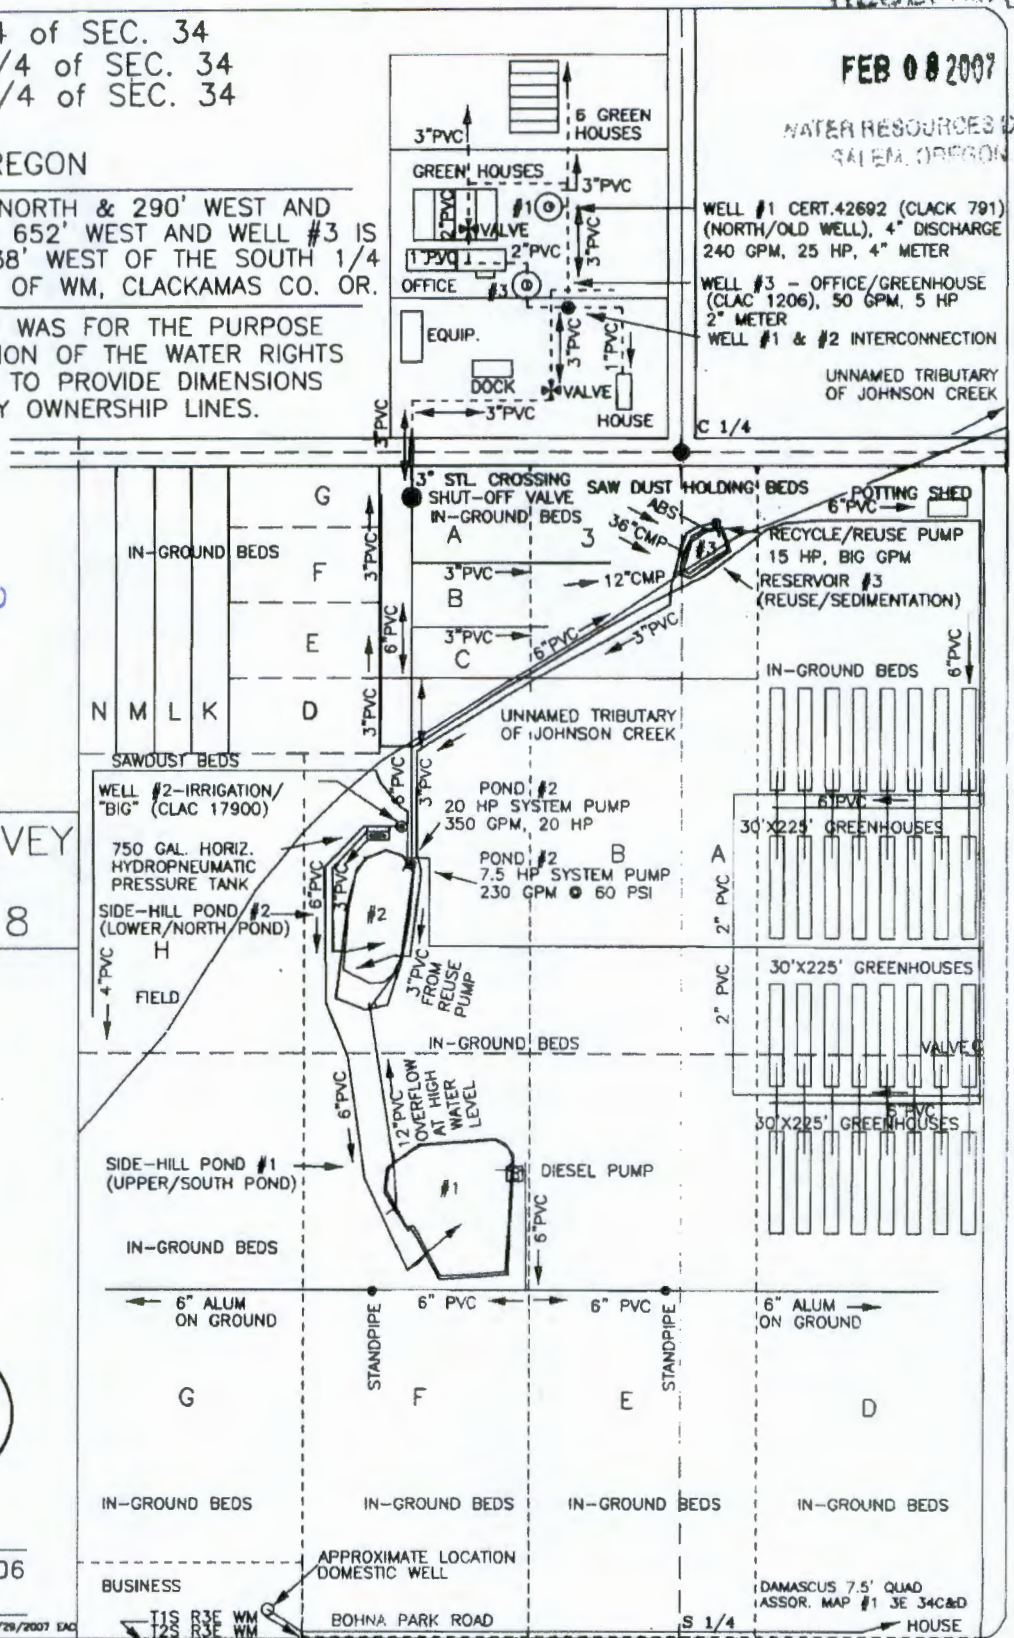 4 of SEC. 34
/4 of SEC. 34
/4 of SEC. 34
REGON
NORTH & 290' WEST AND
652' WEST AND WELL #3 IS
38' WEST OF THE SOUTH 1/4
OF WM, CLACKAMAS CO. OR.
WAS FOR THE PURPOSE
ION OF THE WATER RIGHTS
TO PROVIDE DIMENSIONS
Y OWNERSHIP LINES.
FEB 08 2007
WATER RESOURCES D
SALEM, OREGON
6 GREEN
HOUSES
3"PVC
GREEN HOUSES
3"PVC
2"PVC
#1
VALVE
3"PVC
1"PVC
2"PVC
OFFICE
#3
WELL #1 CERT.42692 (CLACK 791)
(NORTH/OLD WELL), 4" DISCHARGE
240 GPM, 25 HP, 4" METER
WELL #3 - OFFICE/GREENHOUSE
(CLAC 1206), 50 GPM, 5 HP
2" METER
WELL #1 & #2 INTERCONNECTION
EQUIP.
3"PVC
1"PVC
DOCK
VALVE
3"PVC
HOUSE
3"PVC
UNNAMED TRIBUTARY
OF JOHNSON CREEK
C 1/4
3" STL CROSSING
SHUT-OFF VALVE
IN-GROUND BEDS
SAW DUST HOLDING BEDS
POTTING SHED
6"PVC
G
A
3
ABS
36"CMP
#3
RECYCLE/REUSE PUMP
15 HP, BIG GPM
IN-GROUND BEDS
3"PVC
F
3"PVC
12"CMP
RESERVOIR #3
(REUSE/SEDIMENTATION)
B
6"PVC
E
3"PVC
C
6"PVC
3"PVC
6"PVC
IN-GROUND BEDS
N M L K
D
3"PVC
UNNAMED TRIBUTARY
OF JOHNSON CREEK
SAWDUST BEDS
WELL #2-IRRIGATION/
"BIG" (CLAC 17900)
6"PVC
3"PVC
POND #2
20 HP SYSTEM PUMP
350 GPM, 20 HP
6"PVC
30'X225' GREENHOUSES
VEY
8
750 GAL. HORIZ.
HYDROPNEUMATIC
PRESSURE TANK
POND #2
7.5 HP SYSTEM PUMP
230 GPM @ 60 PSI
B
A
6"PVC
3"PVC
SIDE-HILL POND #2
(LOWER/NORTH POND)
#2
2" PVC
H
4"PVC
FIELD
3"PVC
FROM
REUSE
PUMP
30'X225' GREENHOUSES
2" PVC
IN-GROUND BEDS
VALVE
6"PVC
12"PVC
OVERFLOW
AT HIGH
WATER
LEVEL
6"PVC
30'X225' GREENHOUSES
SIDE-HILL POND #1
(UPPER/SOUTH POND)
#1
DIESEL PUMP
6"PVC
IN-GROUND BEDS
6" ALUM
ON GROUND
6" PVC
6" PVC
6" ALUM
ON GROUND
STANDPIPE
STANDPIPE
G
F
E
D
IN-GROUND BEDS
IN-GROUND BEDS
IN-GROUND BEDS
IN-GROUND BEDS
06
BUSINESS
APPROXIMATE LOCATION
DOMESTIC WELL
DAMASCUS 7.5' QUAD
ASSOR. MAP #1 3E 34C&D
/29/2007 EAD
T1S R3E WM
T2S R3E WM
BOHNA PARK ROAD
S 1/4
HOUSE